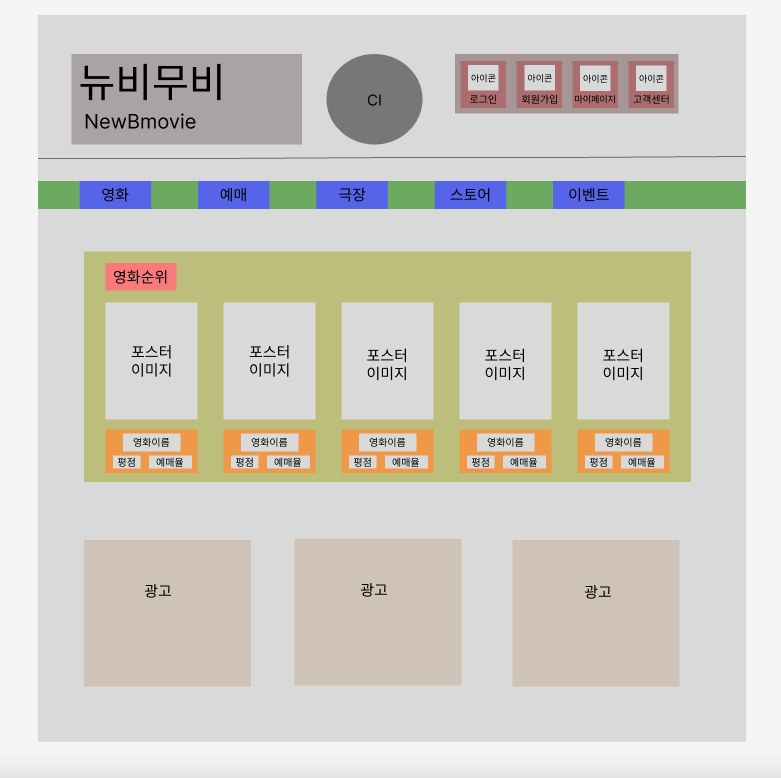 뉴비무비
NewBmovie
CI
아이콘 아이콘 아이콘 아이콘
로그인 회원가입 마이페이지 고객센터
영화 예매 극장 스토어 이벤트
영화순위
포스터 포스터 포스터 포스터 포스터
이미지 이미지 이미지 이미지 이미지
영화이름 영화이름 영화이름 영화이름 영화이름
평점 예매율 평점 예매율 평점 예매율 평점 예매율 평점 예매율
광고 광고 광고